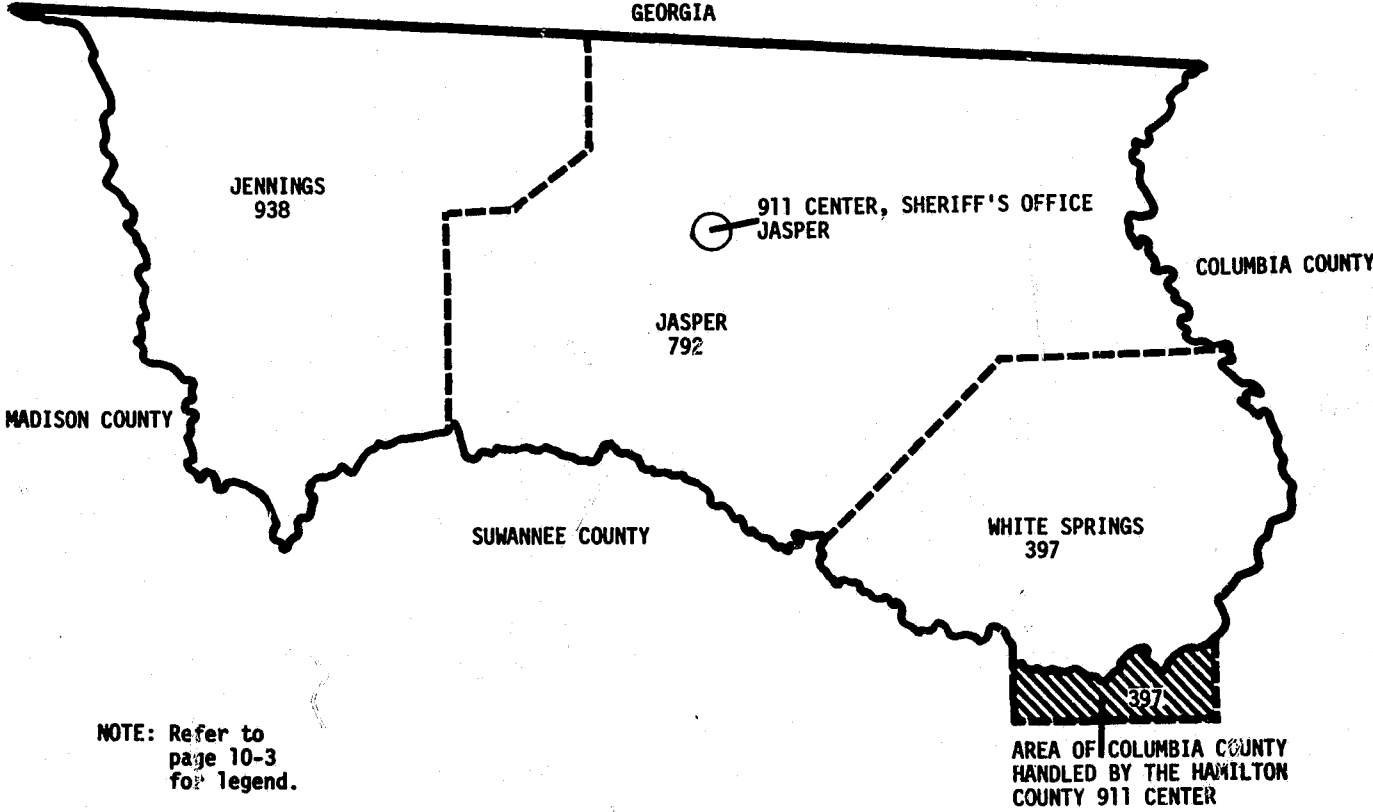 GEORGIA
JENNINGS
938
911 CENTER, SHERIFF'S OFFICE
JASPER
COLUMBIA COUNTY
JASPER
792
MADISON COUNTY
SUWANNEE COUNTY
WHITE SPRINGS
397
397
NOTE: Refer to
page 10-3
for legend.
AREA OF COLUMBIA COUNTY
HANDLED BY THE HAMILTON
COUNTY 911 CENTER